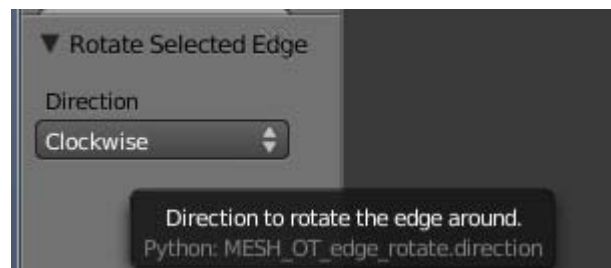 Rotate Selected Edge
Direction
Clockwise
Direction to rotate the edge around.
Python: MESH_OT_edge_rotate.direction